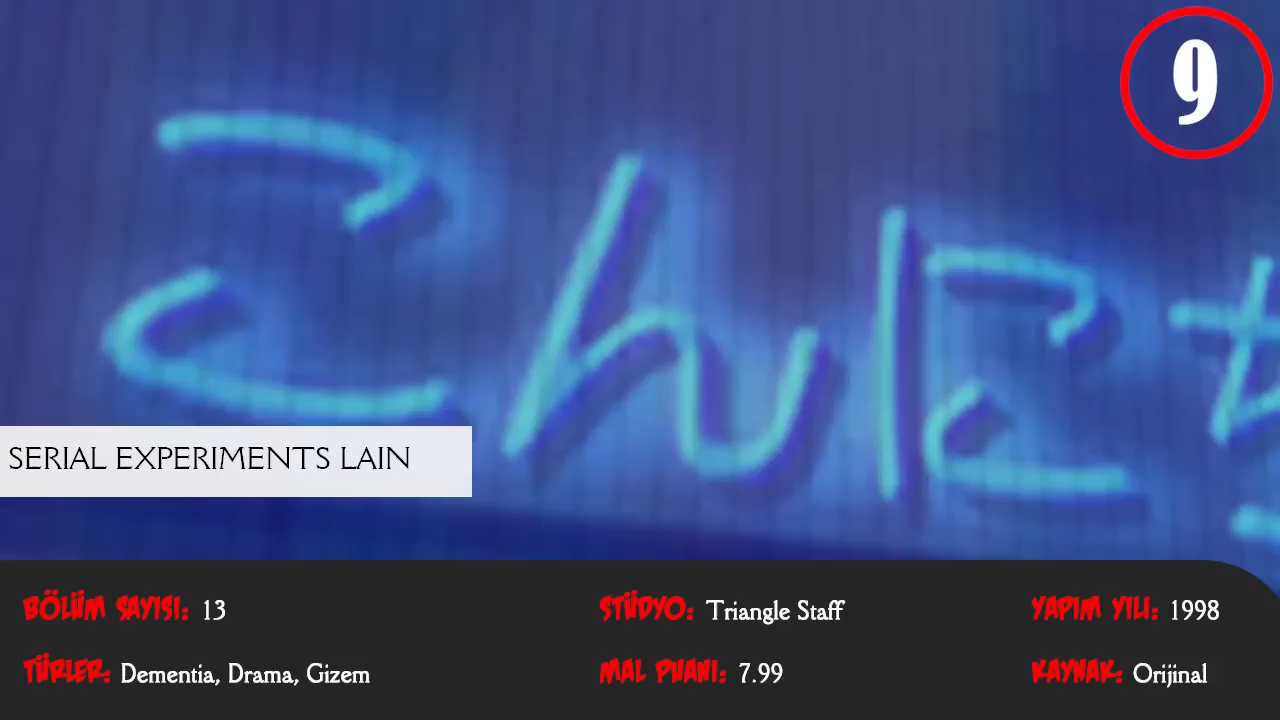 9
こんにち
SERIAL EXPERIMENTS LAIN
BÖLÜM SAYISI: 13
STÜDYO: Triangle Staff
YAPIM YILI: 1998
TÜRLER: Dementia, Drama, Gizem
MAL PUANI: 7.99
KAYNAK: Orijinal